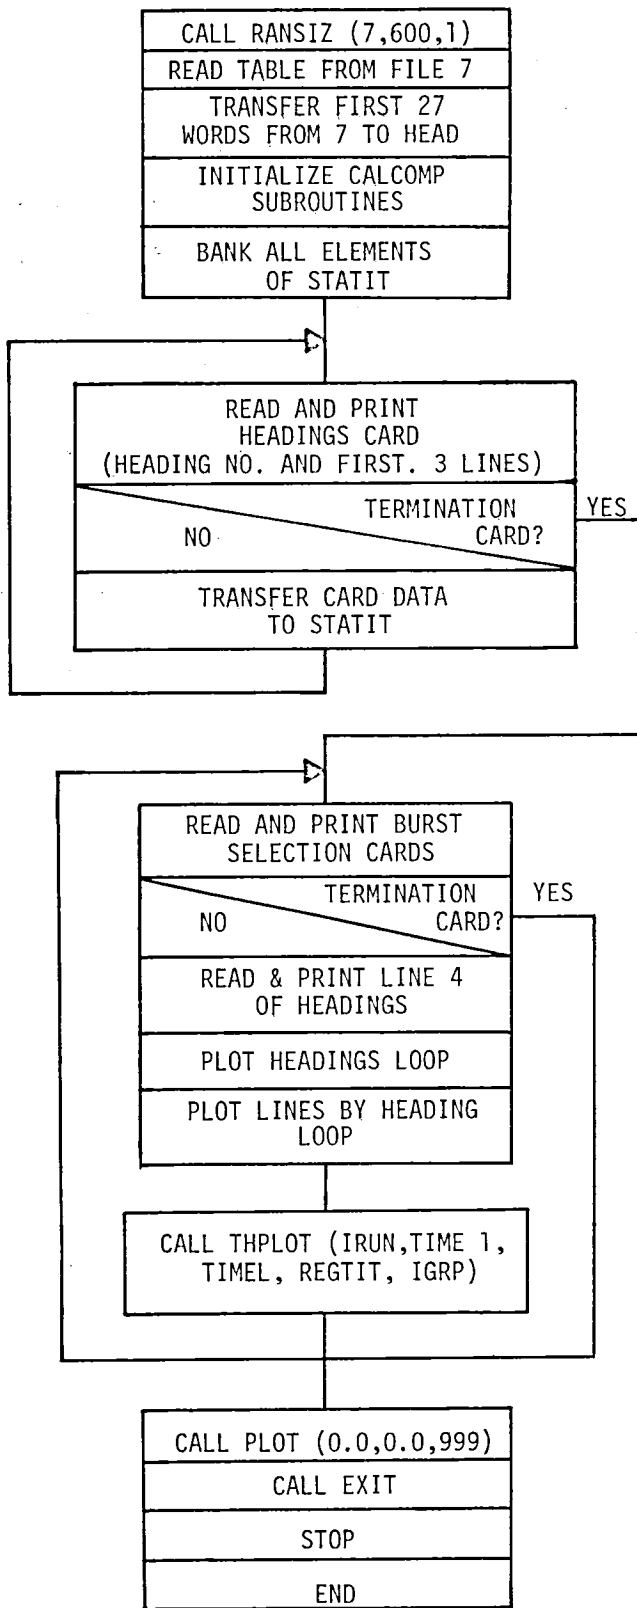 CALL RANSIZ (7,600,1)
READ TABLE FROM FILE 7
TRANSFER FIRST 27
WORDS FROM 7 TO HEAD
INITIALIZE CALCOMP
SUBROUTINES
BANK ALL ELEMENTS
OF STATIT
READ AND PRINT
HEADINGS CARD
(HEADING NO. AND FIRST. 3 LINES)
TERMINATION
CARD?
YES
NO
TRANSFER CARD DATA
TO STATIT
READ AND PRINT BURST
SELECTION CARDS
TERMINATION
CARD?
YES
NO
READ & PRINT LINE 4
OF HEADINGS
PLOT HEADINGS LOOP
PLOT LINES BY HEADING
LOOP
CALL THPLOT (IRUN,TIME 1,
TIMEL, REGTIT, IGRP)
CALL PLOT (0.0,0.0,999)
CALL EXIT
STOP
END